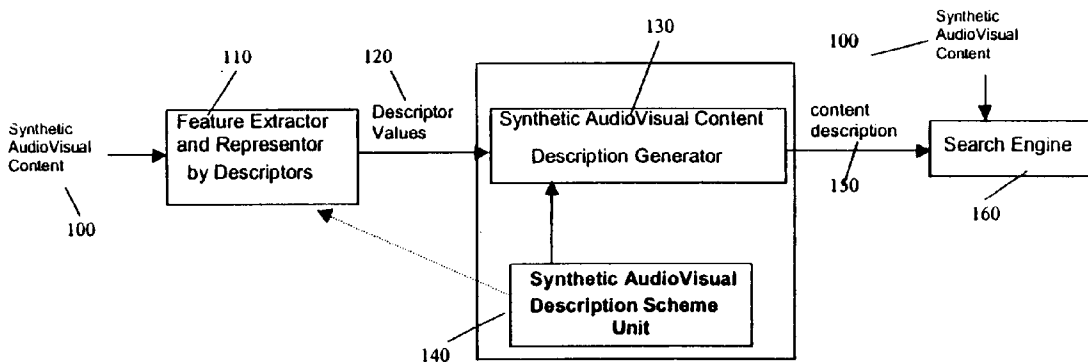 100
Synthetic
AudioVisual
Content
130
110
120
Descriptor
Values
Synthetic
AudioVisual
Content
100
Feature Extractor
and Representor
by Descriptors
Synthetic AudioVisual Content
Description Generator
content
description
150
Search Engine
160
Synthetic AudioVisual
Description Scheme
Unit
140